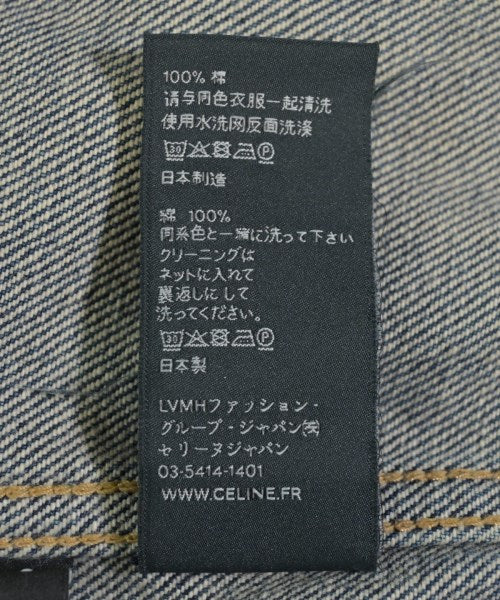 100% 棉
请与同色衣服一起清洗
使用水洗网反面洗涤
30 P
日本制造
綿 100%
同系色と一緒に洗って下さい
クリーニングは
ネットに入れて
裏返しにして
洗ってください。
30 P
日本製
LVMHファッション・
グループ・ジャパン㈱
セリーヌジャパン
03-5414-1401
WWW.CELINE.FR